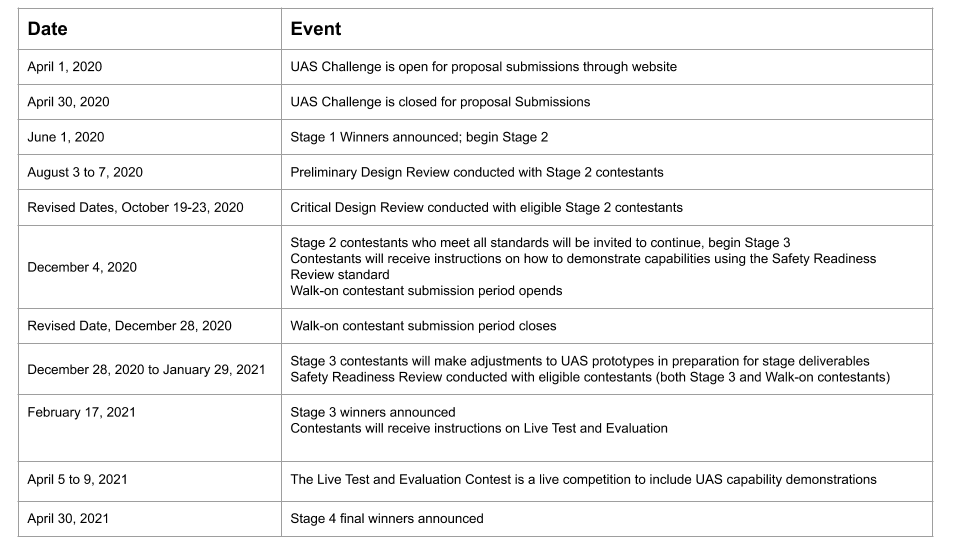 Date Event
April 1, 2020 UAS Challenge is open for proposal submissions through website
April 30, 2020 UAS Challenge is closed for proposal Submissions
June 1, 2020 Stage 1 Winners announced; begin Stage 2
August 3 to 7, 2020 Preliminary Design Review conducted with Stage 2 contestants
Revised Dates, October 19-23, 2020 Critical Design Review conducted with eligible Stage 2 contestants
December 4, 2020
Stage 2 contestants who meet all standards will be invited to continue, begin Stage 3
Contestants will receive instructions on how to demonstrate capabilities using the Safety Readiness
Review standard
Walk-on contestant submission period opends
Revised Date, December 28, 2020 Walk-on contestant submission period closes
December 28, 2020 to January 29, 2021
Stage 3 contestants will make adjustments to UAS prototypes in preparation for stage deliverables
Safety Readiness Review conducted with eligible contestants (both Stage 3 and Walk-on contestants)
February 17, 2021 Stage 3 winners announced
Contestants will receive instructions on Live Test and Evaluation
April 5 to 9, 2021 The Live Test and Evaluation Contest is a live competition to include UAS capability demonstrations
April 30, 2021 Stage 4 final winners announced